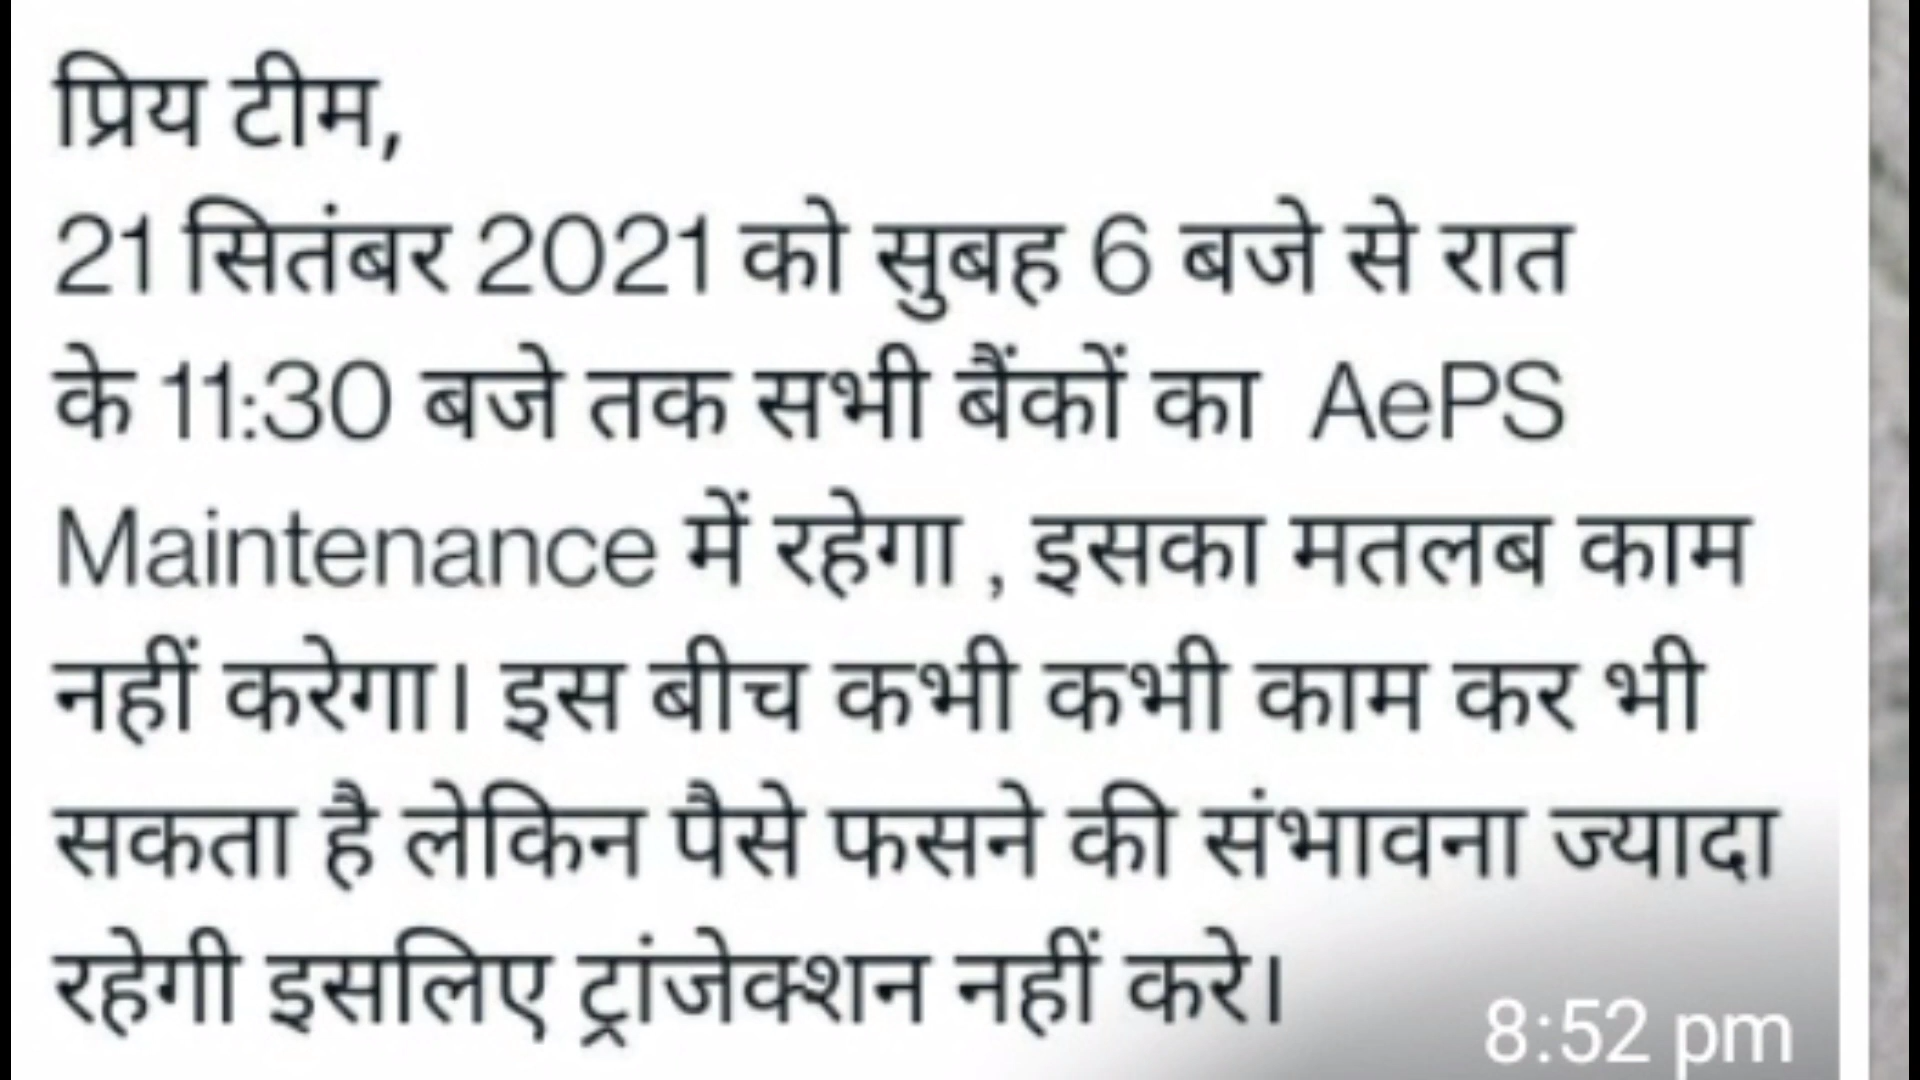 प्रिय टीम,
21 सितंबर 2021 को सुबह 6 बजे से रात
के 11:30 बजे तक सभी बैंकों का AePS
Maintenance में रहेगा , इसका मतलब काम
नहीं करेगा। इस बीच कभी कभी काम कर भी
सकता है लेकिन पैसे फसने की संभावना ज्यादा
रहेगी इसलिए ट्रांजेक्शन नहीं करे।
8:52 pm